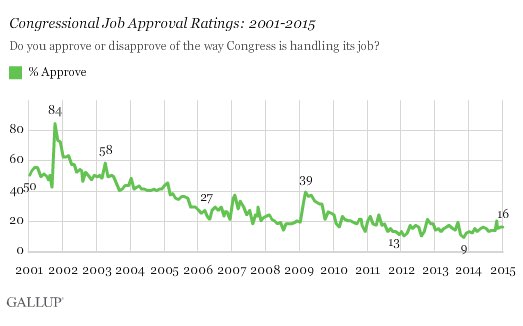 Congressional Job Approval Ratings: 2001-2015
Do you approve or disapprove of the way Congress is handling its job?
% Approve
84
80
58
60
39
40
50
27
16
20
13
9
0
2001 2002 2003 2004 2005 2006 2007 2008 2009 2010 2011 2012 2013 2014 2015
GALLUP'